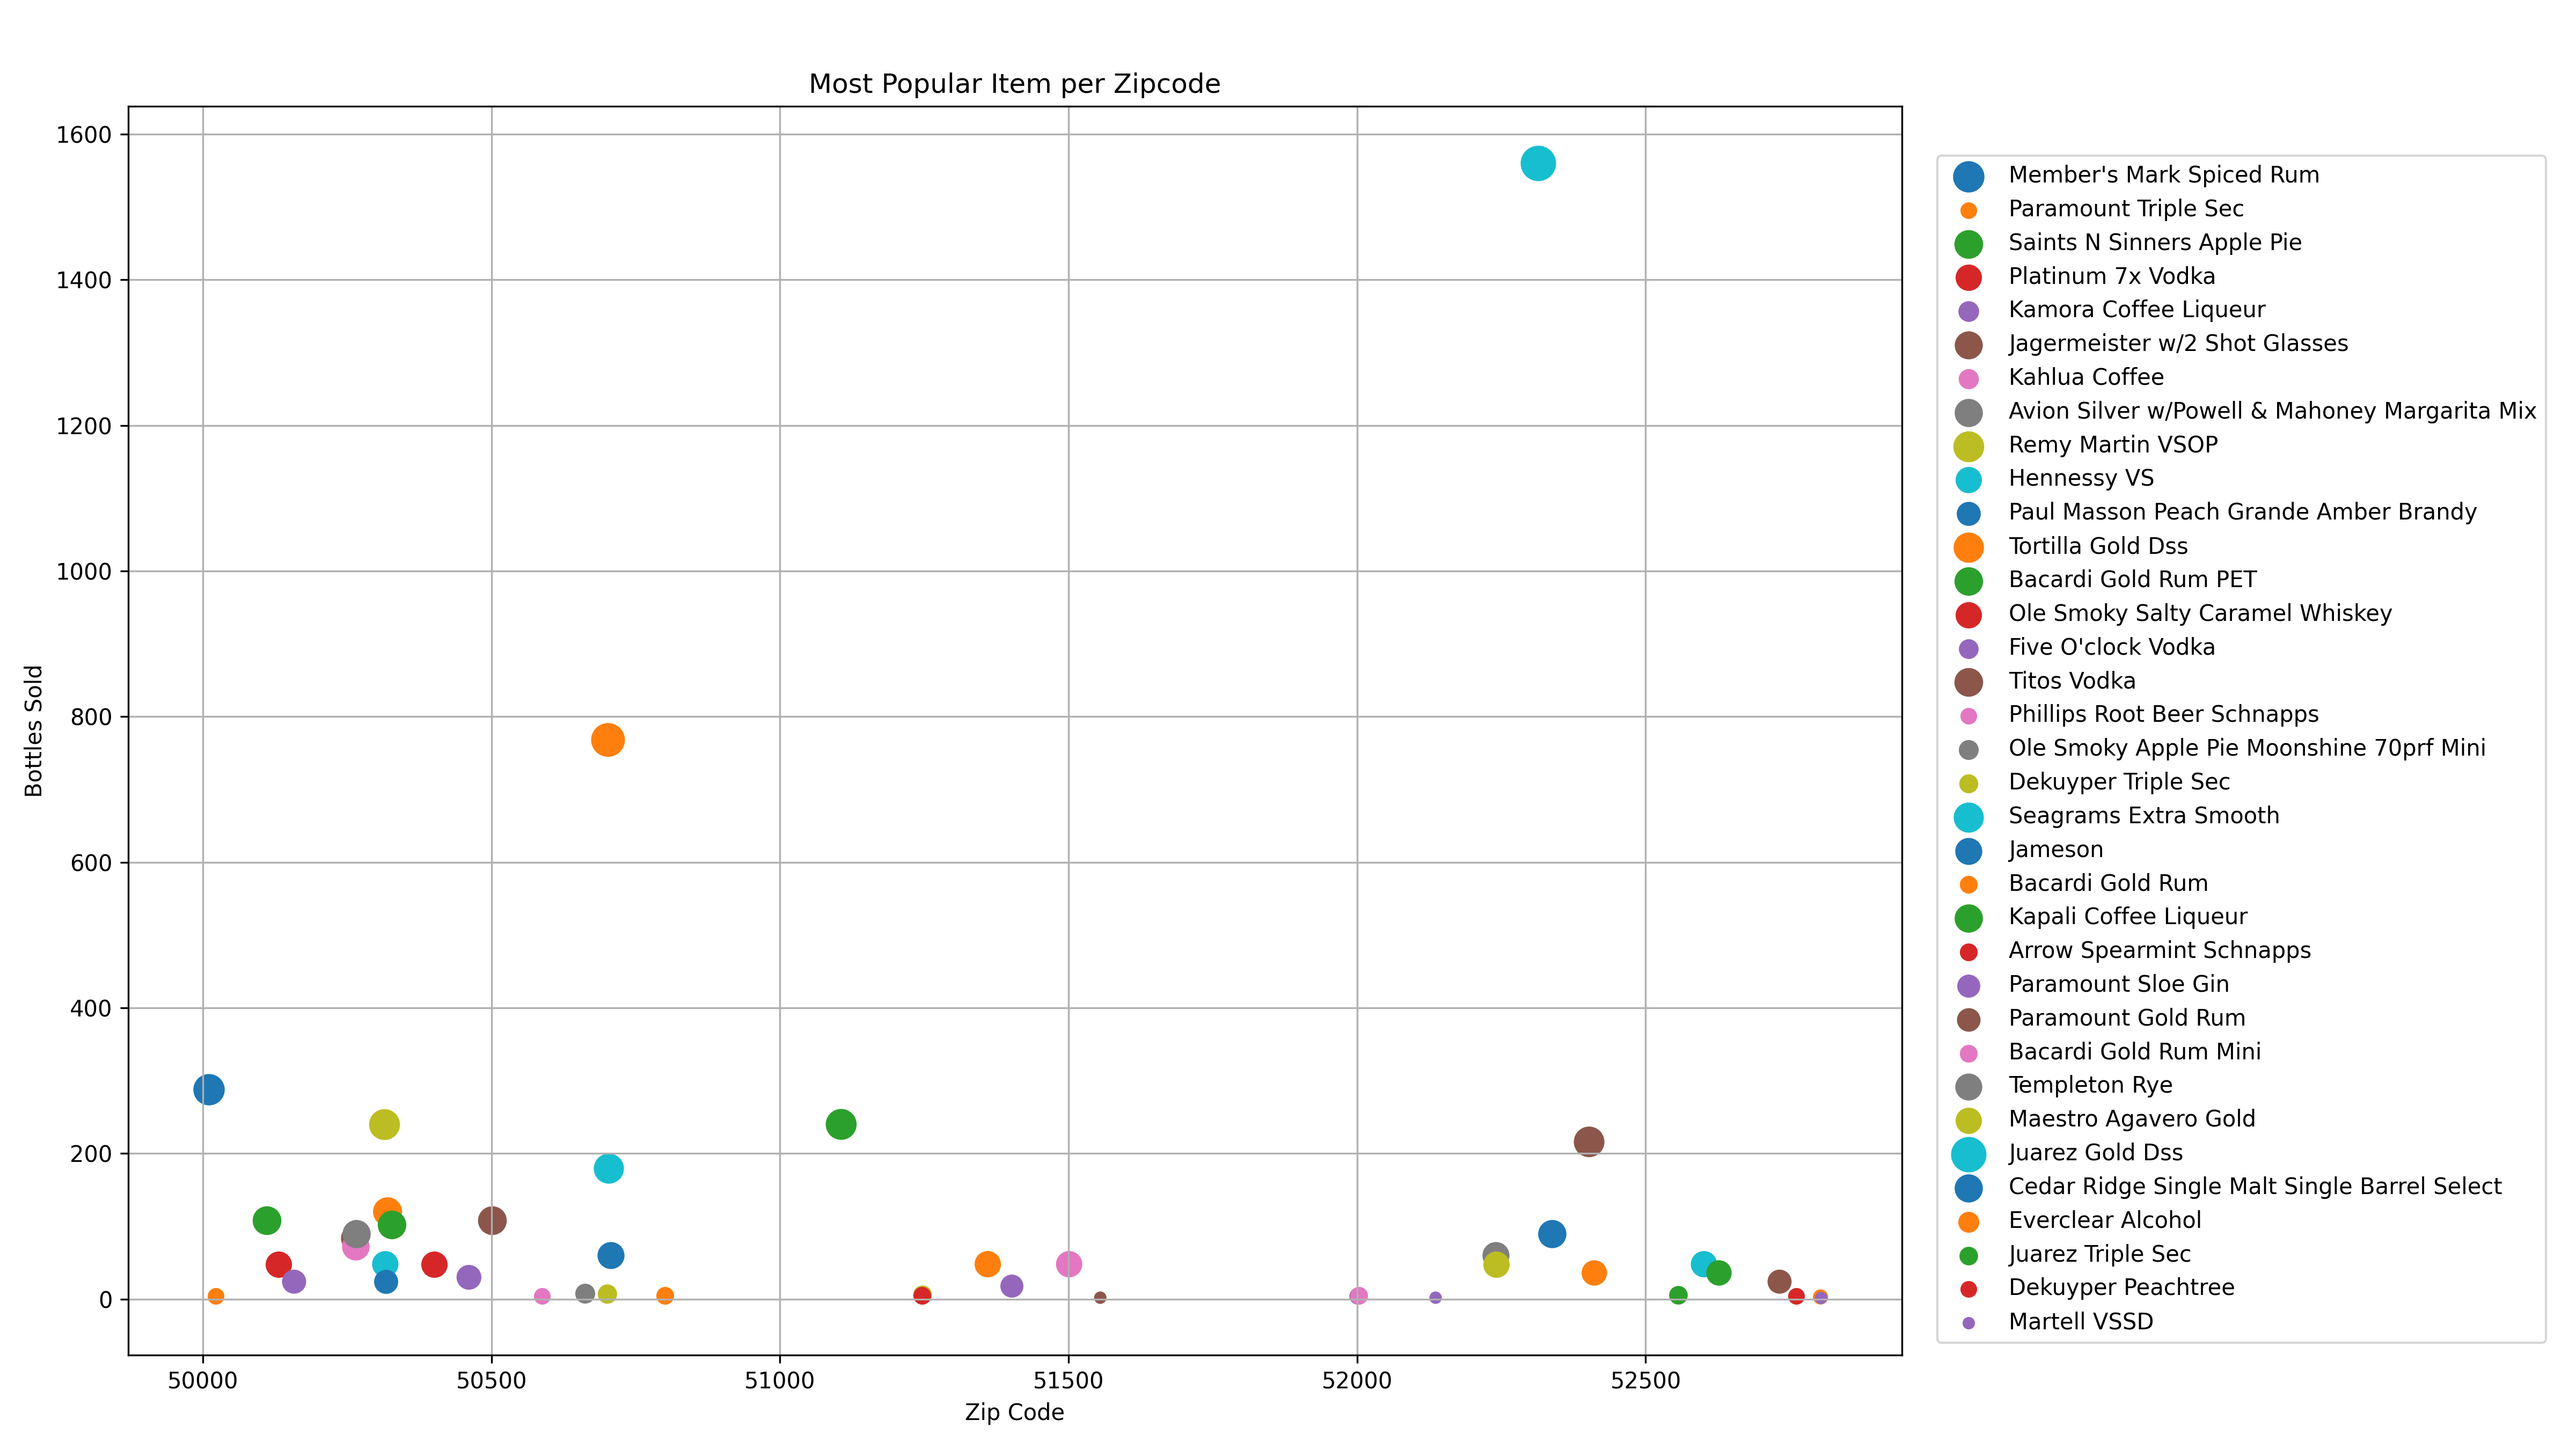 Most Popular Item per Zipcode
1600
1400
1200
1000
800
600
400
200
0
Bottles Sold
50000
50500
51000
51500
52000
52500
Zip Code
Member's Mark Spiced Rum
Paramount Triple Sec
Saints N Sinners Apple Pie
Platinum 7x Vodka
Kamora Coffee Liqueur
Jagermeister w/2 Shot Glasses
Kahlua Coffee
Avion Silver w/Powell & Mahoney Margarita Mix
Remy Martin VSOP
Hennessy VS
Paul Masson Peach Grande Amber Brandy
Tortilla Gold Dss
Bacardi Gold Rum PET
Ole Smoky Salty Caramel Whiskey
Five O'clock Vodka
Titos Vodka
Phillips Root Beer Schnapps
Ole Smoky Apple Pie Moonshine 70prf Mini
Dekuyper Triple Sec
Seagrams Extra Smooth
Jameson
Bacardi Gold Rum
Kapali Coffee Liqueur
Arrow Spearmint Schnapps
Paramount Sloe Gin
Paramount Gold Rum
Bacardi Gold Rum Mini
Templeton Rye
Maestro Agavero Gold
Juarez Gold Dss
Cedar Ridge Single Malt Single Barrel Select
Everclear Alcohol
Juarez Triple Sec
Dekuyper Peachtree
Martell VSSD